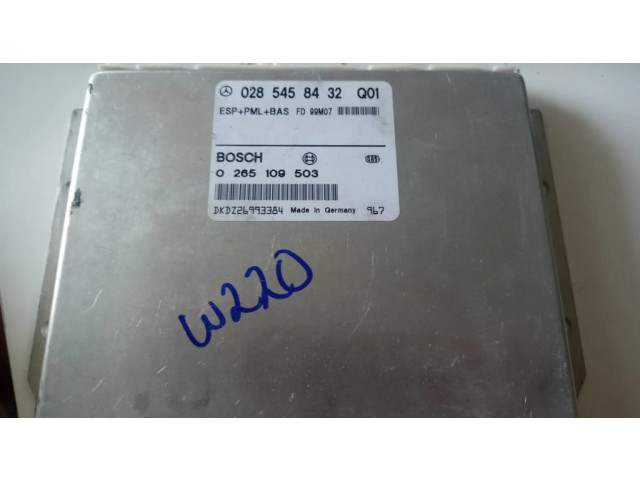 028 545 84 32 Q01
ESP+PML+BAS FD 99M07
BOSCH
0 265 109 503
DKDZ26993384 Made in Germany 967
W220